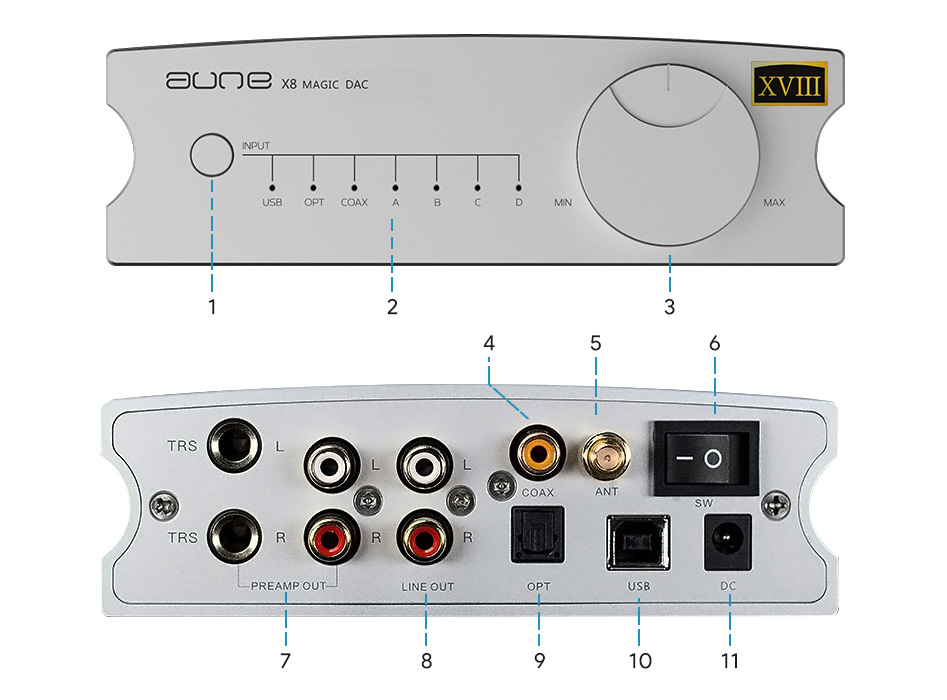 aune X8 MAGIC DAC
XVIII
INPUT
USB OPT COAX A B C D MIN MAX
1 2 3
4 5 6
TRS L L L COAX ANT — O
SW
TRS R R R
PREAMP OUT LINE OUT OPT USB DC
7 8 9 10 11